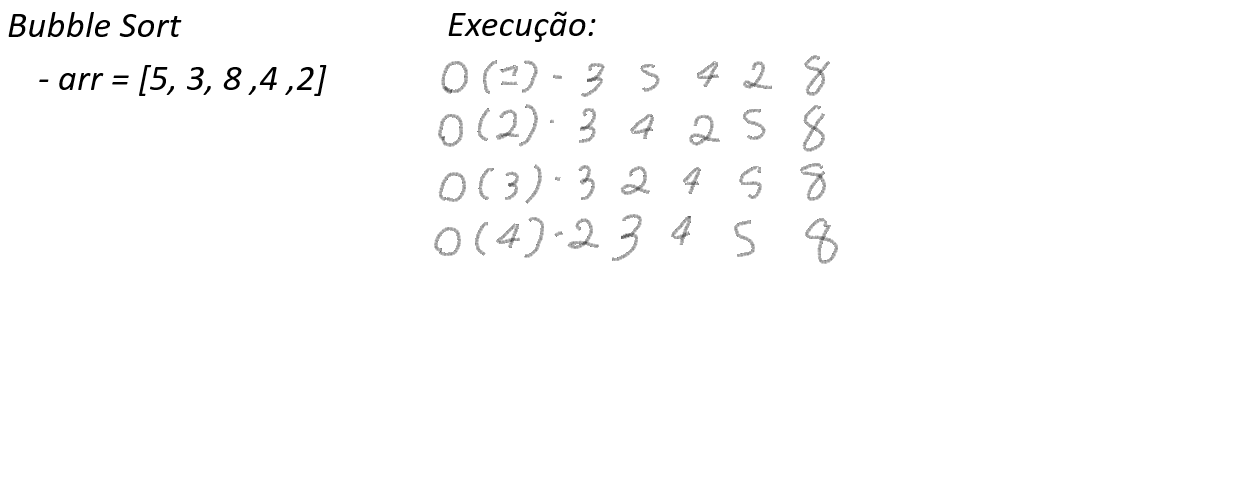 Bubble Sort
- arr = [5, 3, 8 ,4 ,2]
Execução:
O (1) - 3 5 4 2 8
O (2) - 3 4 2 5 8
O (3) - 3 2 4 5 8
O (4) - 2 3 4 5 8